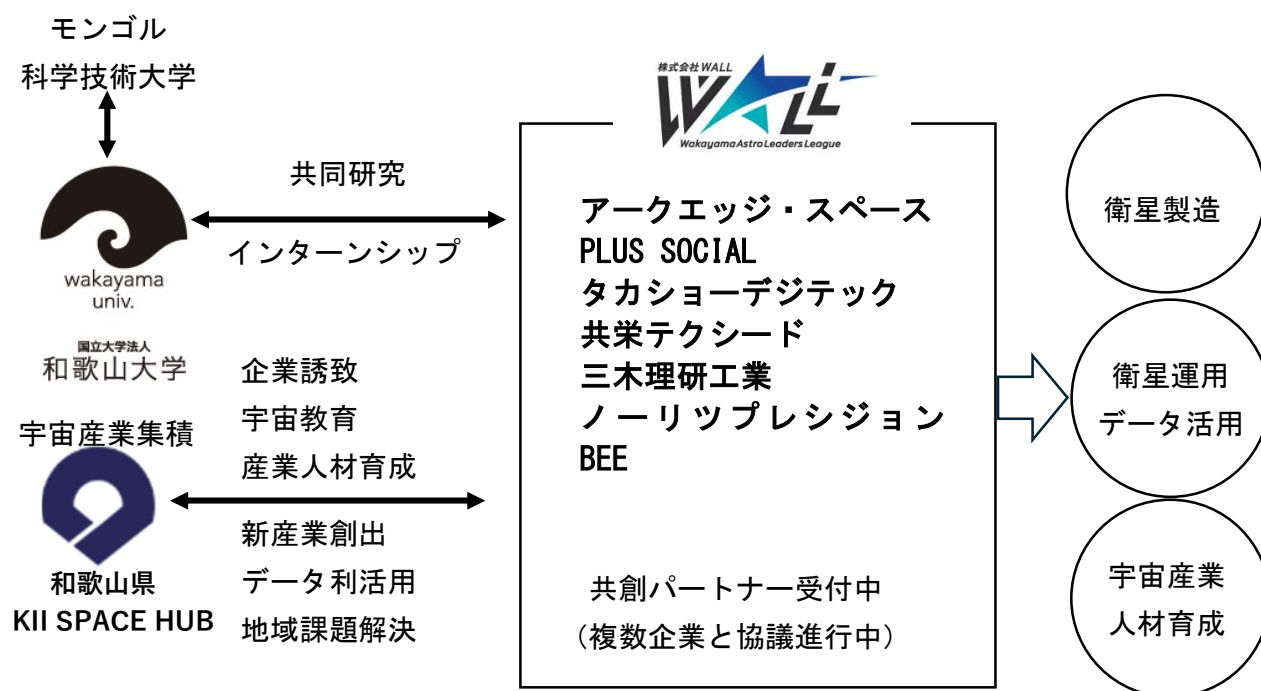 モンゴル
科学技術大学
wakayama
univ.
国立大学法人
和歌山大学
共同研究
インターンシップ
宇宙産業集積
和歌山県
KII SPACE HUB
企業誘致
宇宙教育
産業人材育成
新産業創出
データ利活用
地域課題解決
株式会社WALL
WALL
Wakayama Astro Leaders League
アークエッジ・スペース
PLUS SOCIAL
タカショーデジテック
共栄テクシード
三木理研工業
ノーリツプレシジョン
BEE
共創パートナー受付中
(複数企業と協議進行中)
衛星製造
衛星運用
データ活用
宇宙産業
人材育成